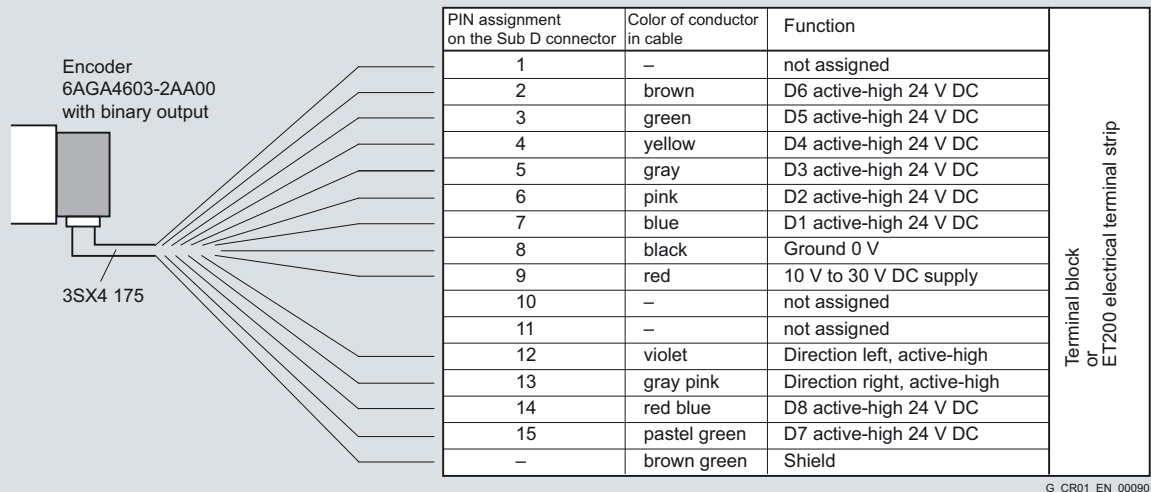 Encoder
6AGA4603-2AA00
with binary output
3SX4 175
PIN assignment
on the Sub D connector
Color of conductor
in cable
Function
1 – not assigned
2 brown D6 active-high 24 V DC
3 green D5 active-high 24 V DC
4 yellow D4 active-high 24 V DC
5 gray D3 active-high 24 V DC
6 pink D2 active-high 24 V DC
7 blue D1 active-high 24 V DC
8 black Ground 0 V
9 red 10 V to 30 V DC supply
10 – not assigned
11 – not assigned
12 violet Direction left, active-high
13 gray pink Direction right, active-high
14 red blue D8 active-high 24 V DC
15 pastel green D7 active-high 24 V DC
– brown green Shield
Terminal block
or
ET200 electrical terminal strip
G_CR01_EN_00090